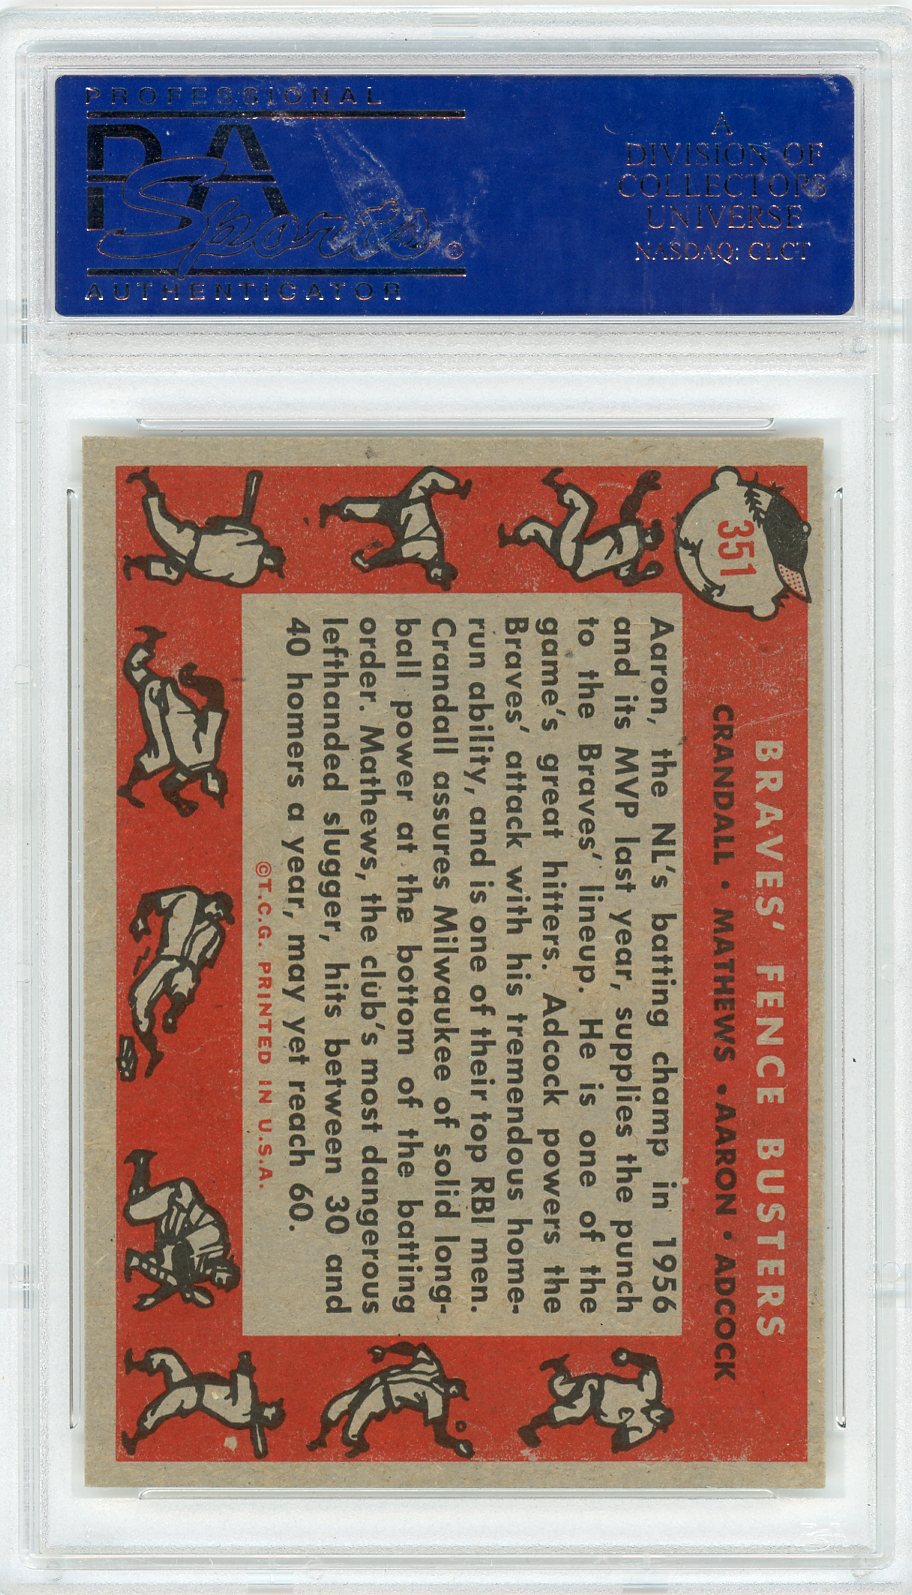 PROFESSIONAL
PSA
Sports®
AUTHENTICATOR
A
DIVISION OF
COLLECTORS
UNIVERSE
NASDAQ: CLCT
351
BRAVES' FENCE BUSTERS
CRANDALL • MATHEWS • AARON • ADCOCK
Aaron, the NL's batting champ in 1956
and its MVP last year, supplies the punch
to the Braves' lineup. He is one of the
game's great hitters. Adcock powers the
Braves' attack with his tremendous home-
run ability, and is one of their top RBI men.
Crandall assures Milwaukee of solid long-
ball power at the bottom of the batting
order. Mathews, the club's most dangerous
lefthanded slugger, hits between 30 and
40 homers a year, may yet reach 60.
©T.C.G. PRINTED IN U.S.A.